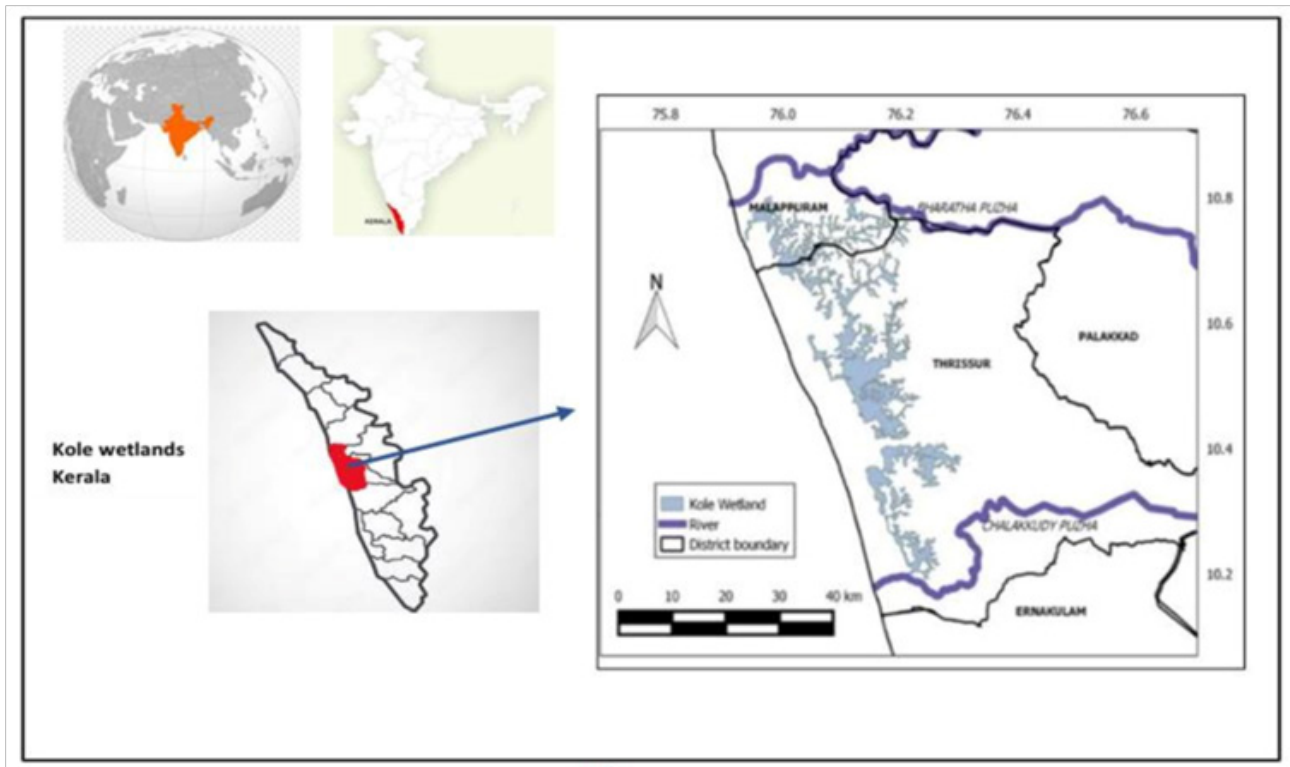 KERALA
Kole wetlands
Kerala
75.8 76.0 76.2 76.4 76.6
MALAPPURAM
BHARATHA PUZHA
10.8
10.6
PALAKKAD
THRISSUR
10.4
N
Kole Wetland
River
District boundary
CHALAKKUDY PUZHA
10.2
0 10 20 30 40 km
ERNAKULAM